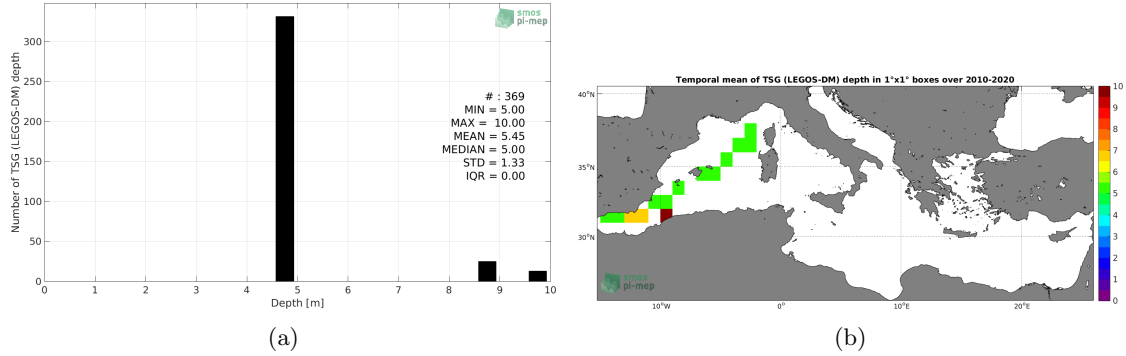 smos
pi-mep
350
300
250
200
150
100
50
0
Number of TSG (LEGOS-DM) depth
# : 369
MIN = 5.00
MAX = 10.00
MEAN = 5.45
MEDIAN = 5.00
STD = 1.33
IQR = 0.00
0 1 2 3 4 5 6 7 8 9 10
Depth [m]
(a)
Temporal mean of TSG (LEGOS-DM) depth in 1°x1° boxes over 2010-2020
40°N
35°N
30°N
10°W 0° 10°E 20°E
smos
pi-mep
10
9
8
7
6
5
4
3
2
1
0
(b)